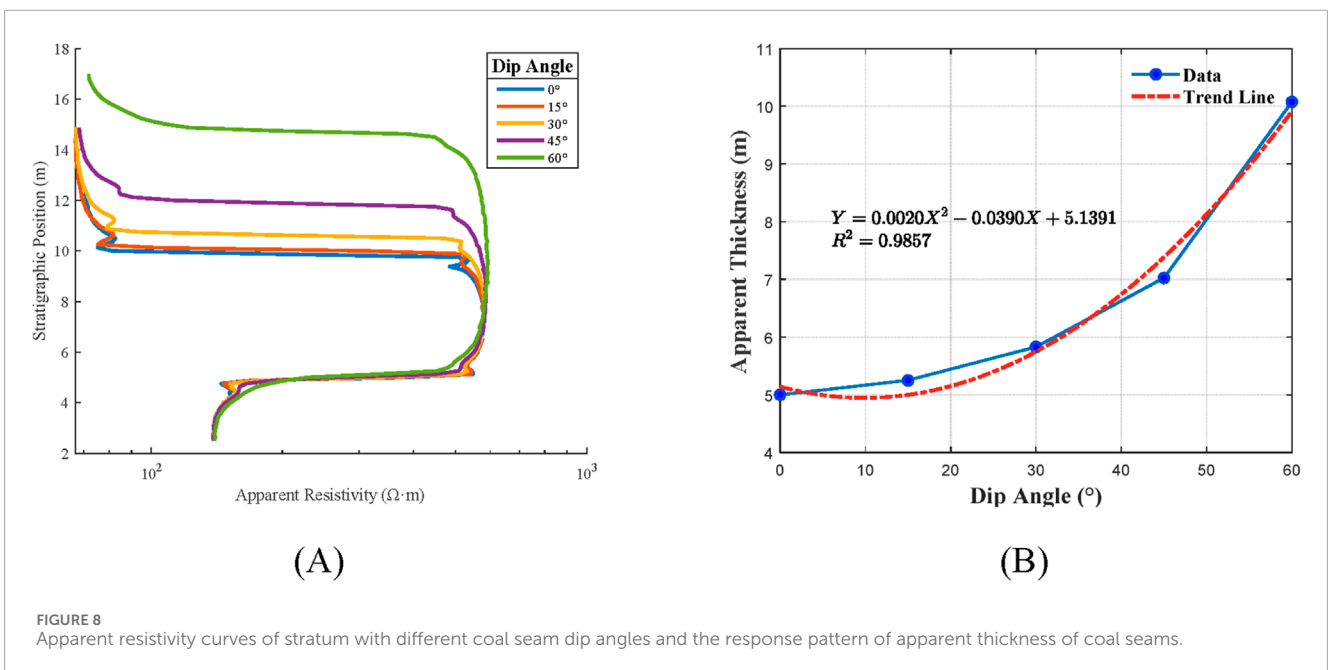 18
16
14
12
10
8
6
4
2
Stratigraphic Position (m)
10²
10³
Apparent Resistivity (Ω·m)
Dip Angle
0°
15°
30°
45°
60°
(A)
11
10
9
8
7
6
5
4
Apparent Thickness (m)
Data
Trend Line
Y = 0.0020X² − 0.0390X + 5.1391
R² = 0.9857
0 10 20 30 40 50 60
Dip Angle (°)
(B)
FIGURE 8
Apparent resistivity curves of stratum with different coal seam dip angles and the response pattern of apparent thickness of coal seams.